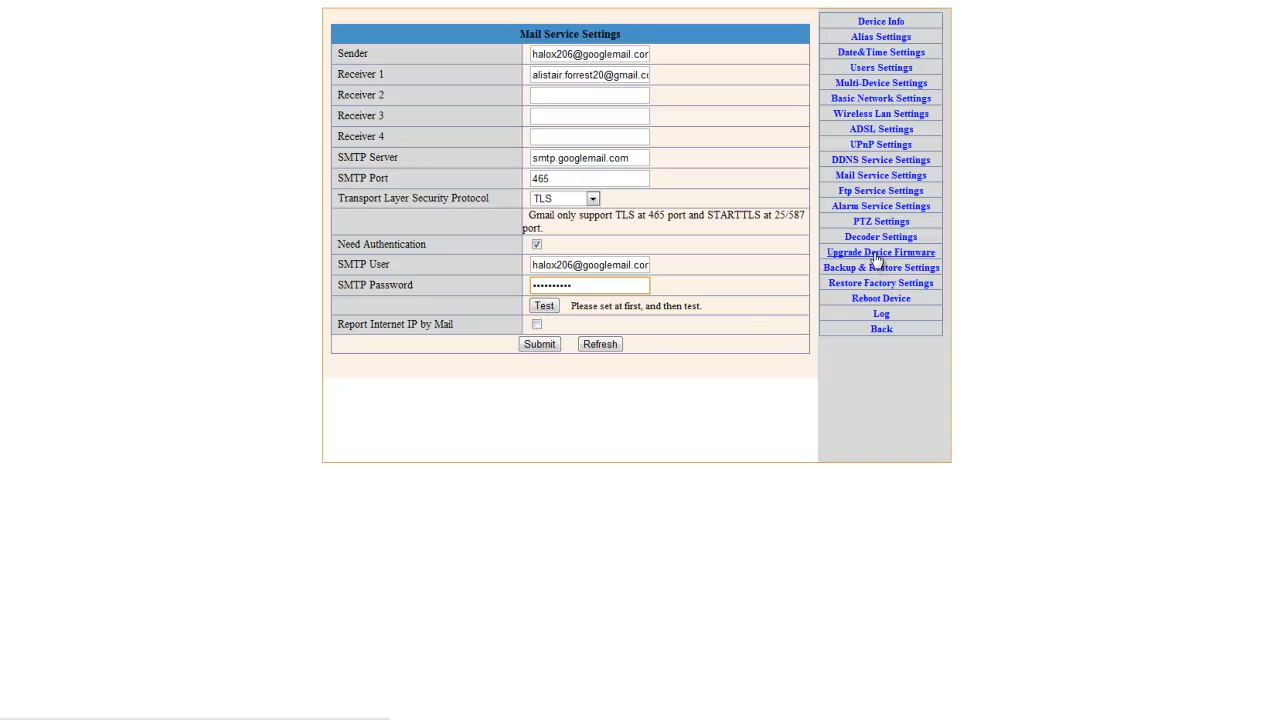 Mail Service Settings
Sender halox206@googlemail.cor
Receiver 1 alistair.forrest20@gmail.c
Receiver 2
Receiver 3
Receiver 4
SMTP Server smtp.googlemail.com
SMTP Port 465
Transport Layer Security Protocol TLS
Gmail only support TLS at 465 port and STARTTLS at 25/587
port.
Need Authentication
SMTP User halox206@googlemail.cor
SMTP Password ••••••••••
Test Please set at first, and then test.
Report Internet IP by Mail
Submit Refresh
Device Info
Alias Settings
Date&Time Settings
Users Settings
Multi-Device Settings
Basic Network Settings
Wireless Lan Settings
ADSL Settings
UPnP Settings
DDNS Service Settings
Mail Service Settings
Ftp Service Settings
Alarm Service Settings
PTZ Settings
Decoder Settings
Upgrade Device Firmware
Backup & Restore Settings
Restore Factory Settings
Reboot Device
Log
Back